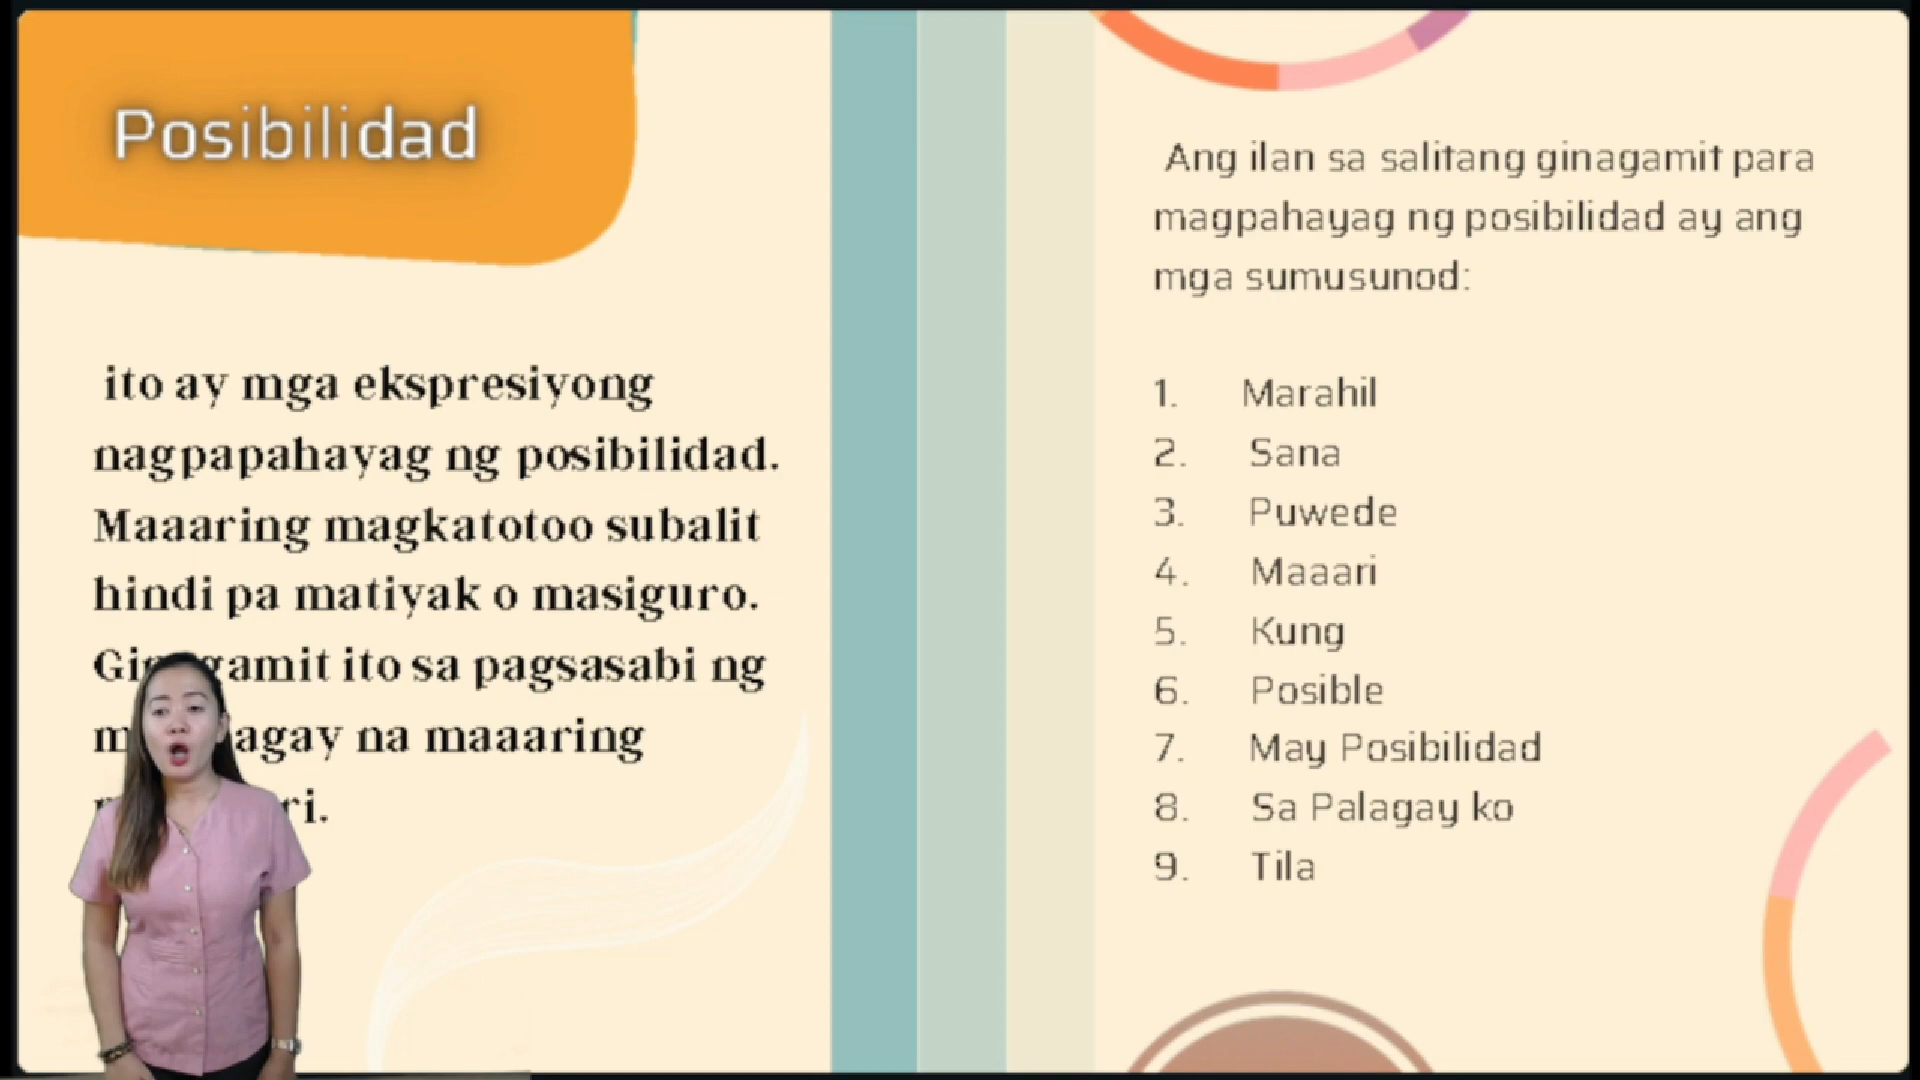 Posibilidad
ito ay mga ekspresiyong
nagpapahayag ng posibilidad.
Maaaring magkatotoo subalit
hindi pa matiyak o masiguro.
ito sa pagsasabi ng
na maaaring
Ang ilan sa salitang ginagamit para
magpahayag ng posibilidad ay ang
mga sumusunod:
1. Marahil
2. Sana
3. Puwede
4. Maaari
5. Kung
6. Posible
7. May Posibilidad
8. Sa Palagay ko
9. Tila